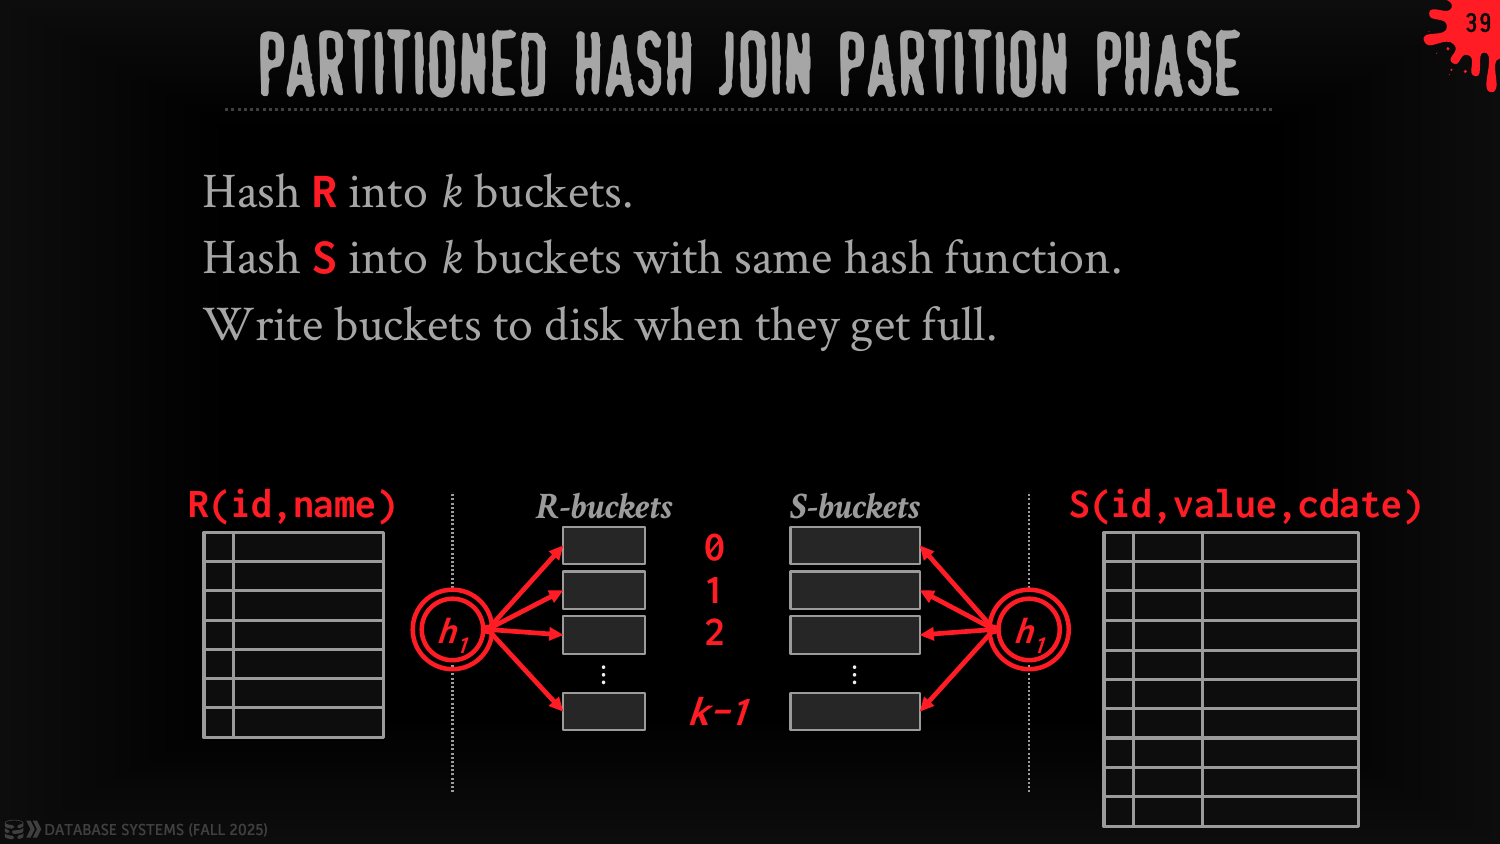 39
PARTITIONED HASH JOIN PARTITION PHASE
Hash R into k buckets.
Hash S into k buckets with same hash function.
Write buckets to disk when they get full.
R(id,name)
R-buckets
S-buckets
S(id,value,cdate)
0
1
2
h1
h1
⋮
⋮
k-1
DATABASE SYSTEMS (FALL 2025)